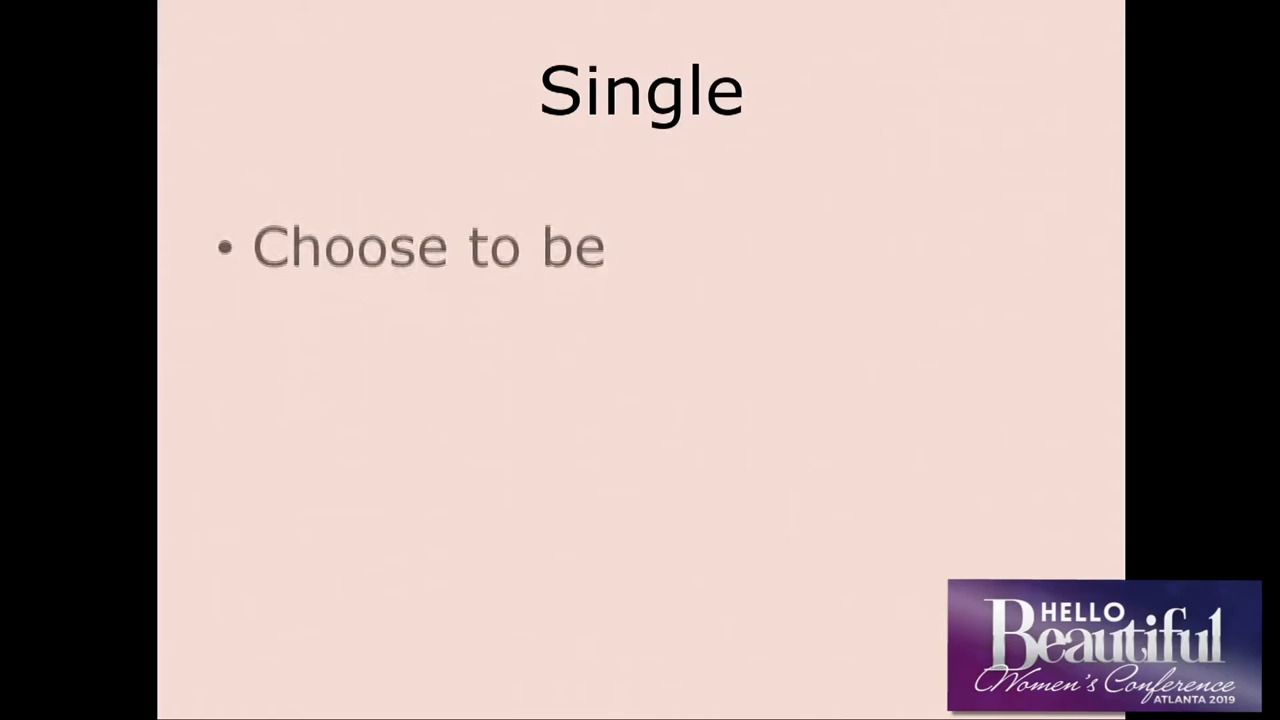 Single
• Choose to be
HELLO
Beautiful
Women's Conference
ATLANTA 2019